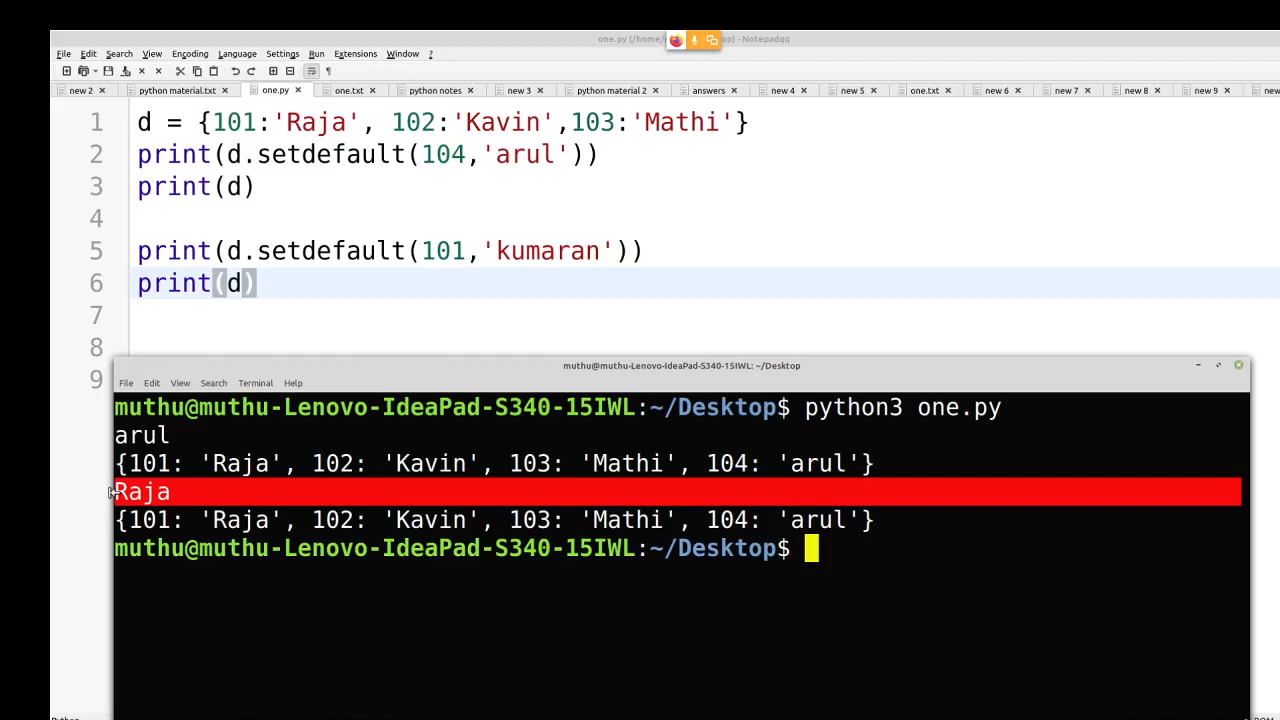 one.py (/home/ op) - Notepadqq
File Edit Search View Encoding Language Settings Run Extensions Window ?
new 2 python material.txt one.py one.txt python notes new 3 python material 2 answers new 4 new 5 one.txt new 6 new 7 new 8 new 9 new
1 d = {101:'Raja', 102:'Kavin',103:'Mathi'}
2 print(d.setdefault(104,'arul'))
3 print(d)
4
5 print(d.setdefault(101,'kumaran'))
6 print(d)
7
8
9
muthu@muthu-Lenovo-IdeaPad-S340-15IWL: ~/Desktop
File Edit View Search Terminal Help
muthu@muthu-Lenovo-IdeaPad-S340-15IWL:~/Desktop$ python3 one.py
arul
{101: 'Raja', 102: 'Kavin', 103: 'Mathi', 104: 'arul'}
Raja
{101: 'Raja', 102: 'Kavin', 103: 'Mathi', 104: 'arul'}
muthu@muthu-Lenovo-IdeaPad-S340-15IWL:~/Desktop$